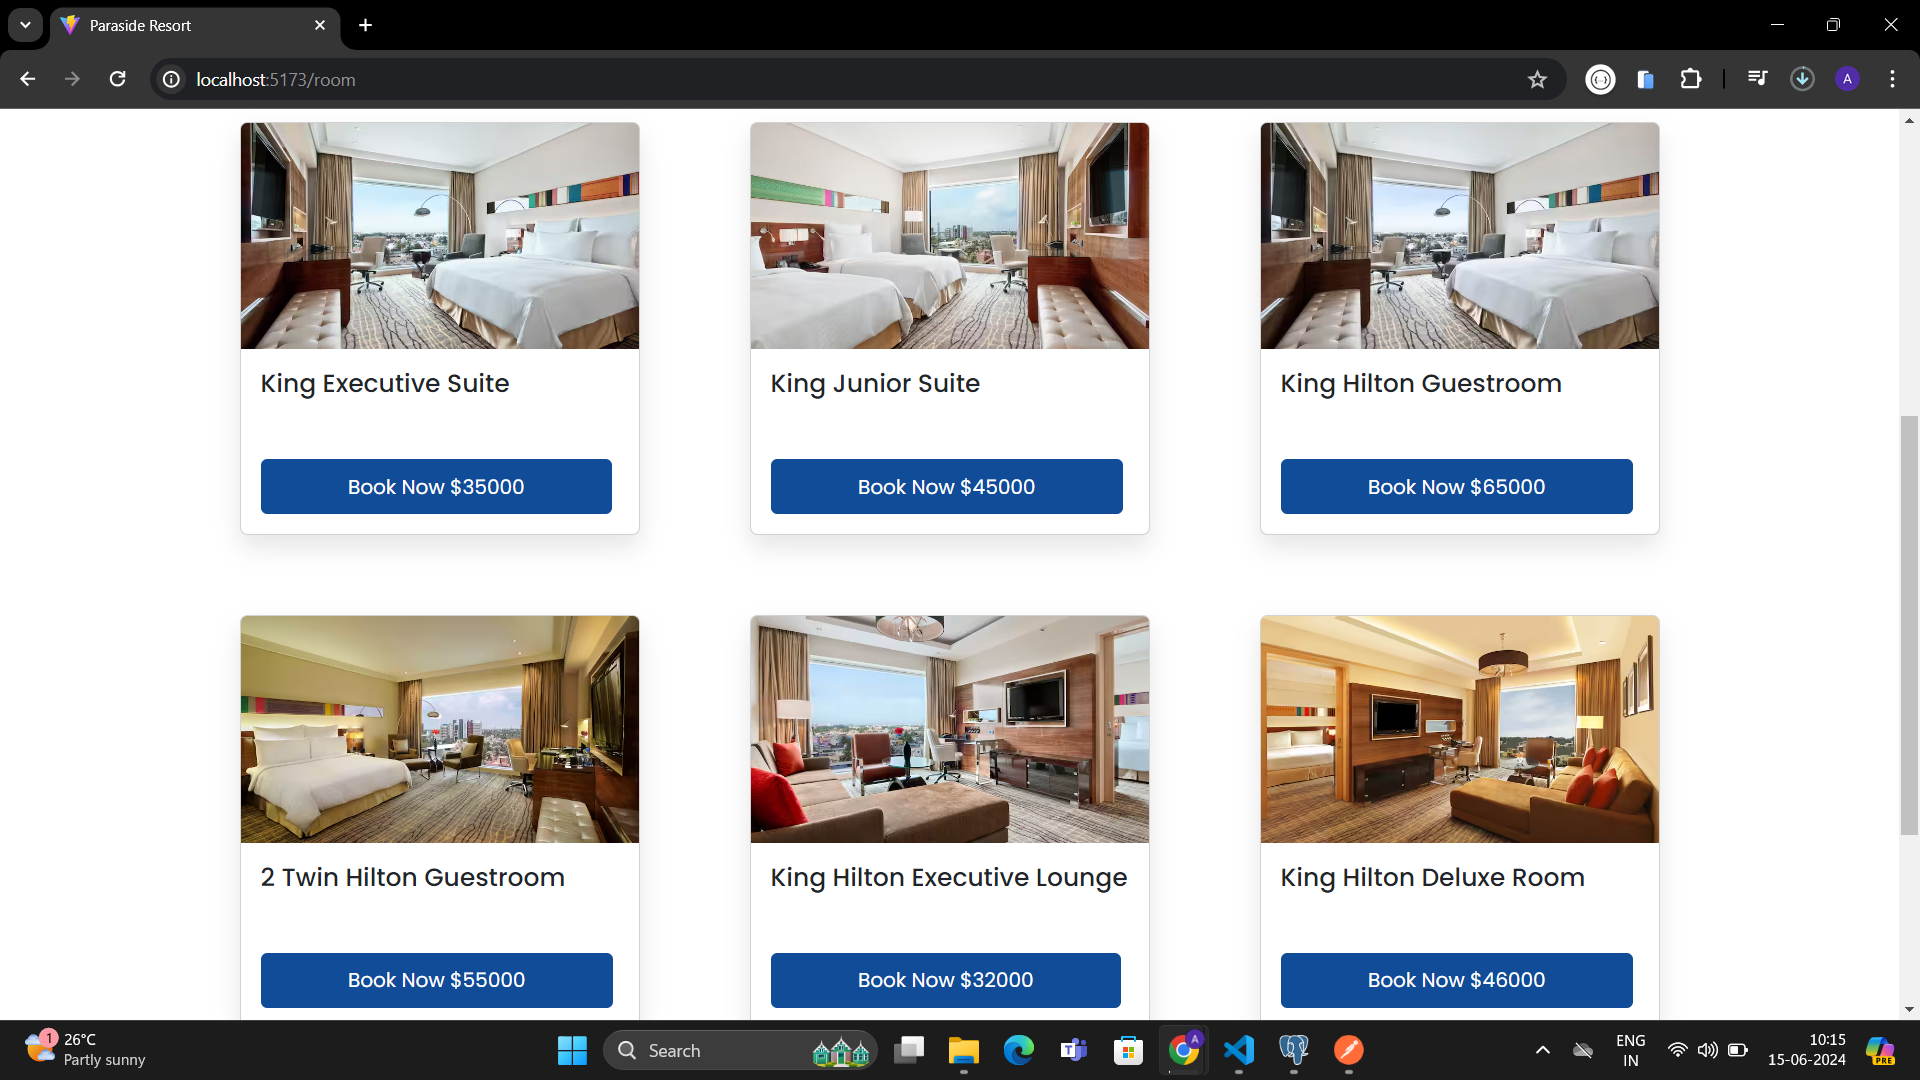 Paraside Resort
localhost:5173/room
A
King Executive Suite
King Junior Suite
King Hilton Guestroom
Book Now $35000
Book Now $45000
Book Now $65000
2 Twin Hilton Guestroom
King Hilton Executive Lounge
King Hilton Deluxe Room
Book Now $55000
Book Now $32000
Book Now $46000
1
26°C
Partly sunny
Search
A
ENG
IN
10:15
15-06-2024
PRE